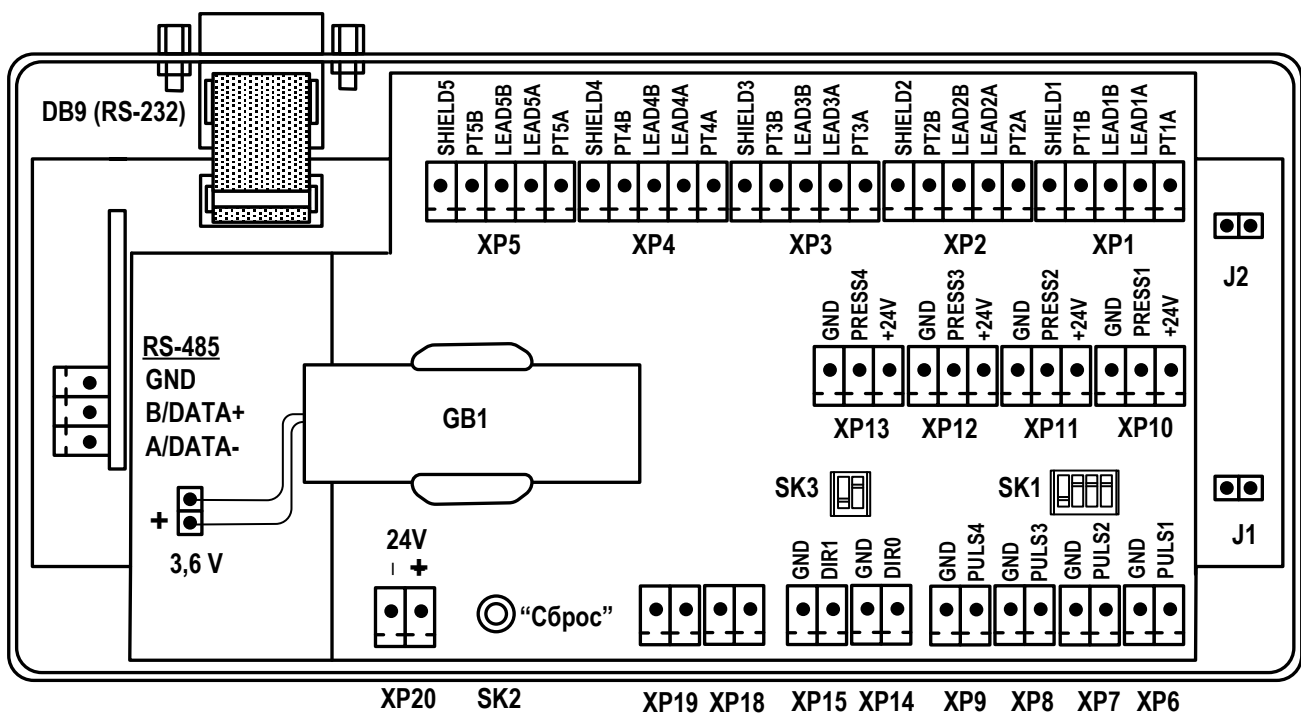 DB9 (RS-232)
SHIELD5 PT5B LEAD5B LEAD5A PT5A SHIELD4 PT4B LEAD4B LEAD4A PT4A SHIELD3 PT3B LEAD3B LEAD3A PT3A SHIELD2 PT2B LEAD2B LEAD2A PT2A SHIELD1 PT1B LEAD1B LEAD1A PT1A
XP5 XP4 XP3 XP2 XP1
J2
GND PRESS4 +24V GND PRESS3 +24V GND PRESS2 +24V GND PRESS1 +24V
XP13 XP12 XP11 XP10
RS-485
GND
B/DATA+
A/DATA-
GB1
+
3,6 V
SK3 SK1
J1
24V
– +
GND DIR1 GND DIR0 GND PULS4 GND PULS3 GND PULS2 GND PULS1
“Сброс”
XP20 SK2 XP19 XP18 XP15 XP14 XP9 XP8 XP7 XP6